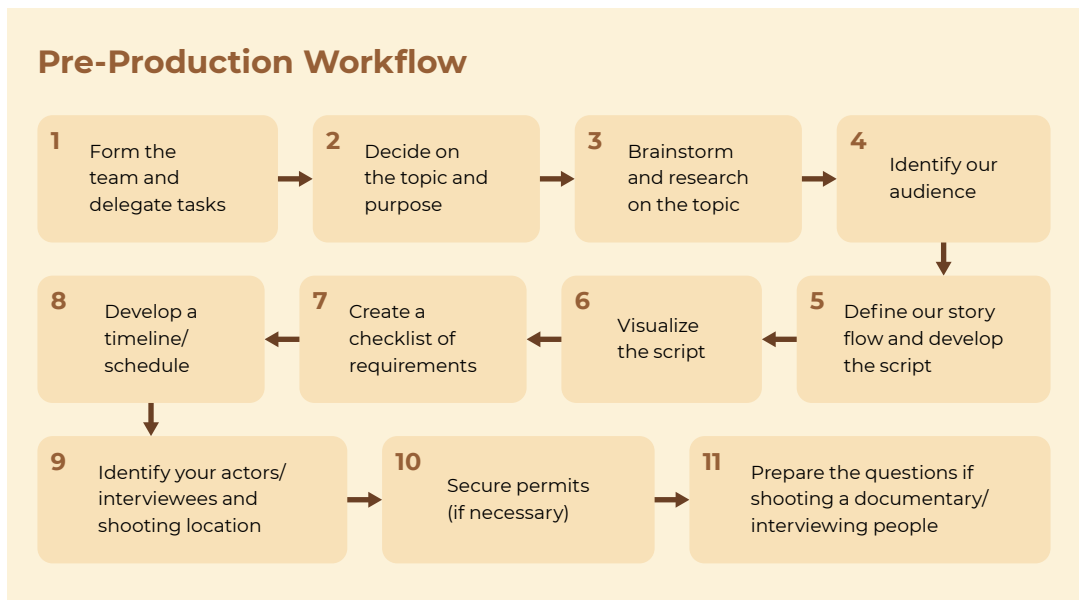 Pre-Production Workflow
1
Form the
team and
delegate tasks
2
Decide on
the topic and
purpose
3
Brainstorm
and research
on the topic
4
Identify our
audience
5
Define our story
flow and develop
the script
6
Visualize
the script
7
Create a
checklist of
requirements
8
Develop a
timeline/
schedule
9
Identify your actors/
interviewees and
shooting location
10
Secure permits
(if necessary)
11
Prepare the questions if
shooting a documentary/
interviewing people